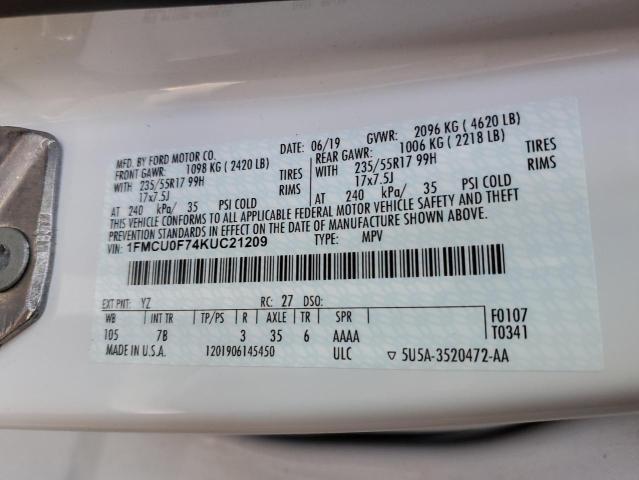 MFD. BY FORD MOTOR CO. DATE: 06/19 GVWR: 2096 KG ( 4620 LB)
FRONT GAWR: 1098 KG ( 2420 LB) REAR GAWR: 1006 KG ( 2218 LB)
WITH 235/55R17 99H TIRES WITH 235/55R17 99H TIRES
17x7.5J RIMS 17x7.5J RIMS
AT 240 kPa/ 35 PSI COLD AT 240 kPa/ 35 PSI COLD
THIS VEHICLE CONFORMS TO ALL APPLICABLE FEDERAL MOTOR VEHICLE SAFETY AND THEFT
PREVENTION STANDARDS IN EFFECT ON THE DATE OF MANUFACTURE SHOWN ABOVE.
VIN: 1FMCU0F74KUC21209 TYPE: MPV
EXT PNT: YZ RC: 27 DSO:
WB INT TR TP/PS R AXLE TR SPR F0107
105 7B 3 35 6 AAAA T0341
MADE IN U.S.A. 1201906145450 ULC ▽ 5U5A-3520472-AA